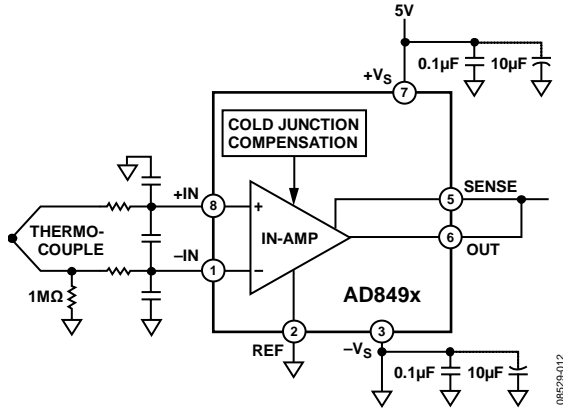 5V
0.1µF
10µF
+VS
7
COLD JUNCTION
COMPENSATION
+IN
8
+
THERMO-
COUPLE
IN-AMP
5
SENSE
6
OUT
–IN
1
–
1MΩ
AD849x
2
REF
3
–VS
0.1µF
10µF
08529-012